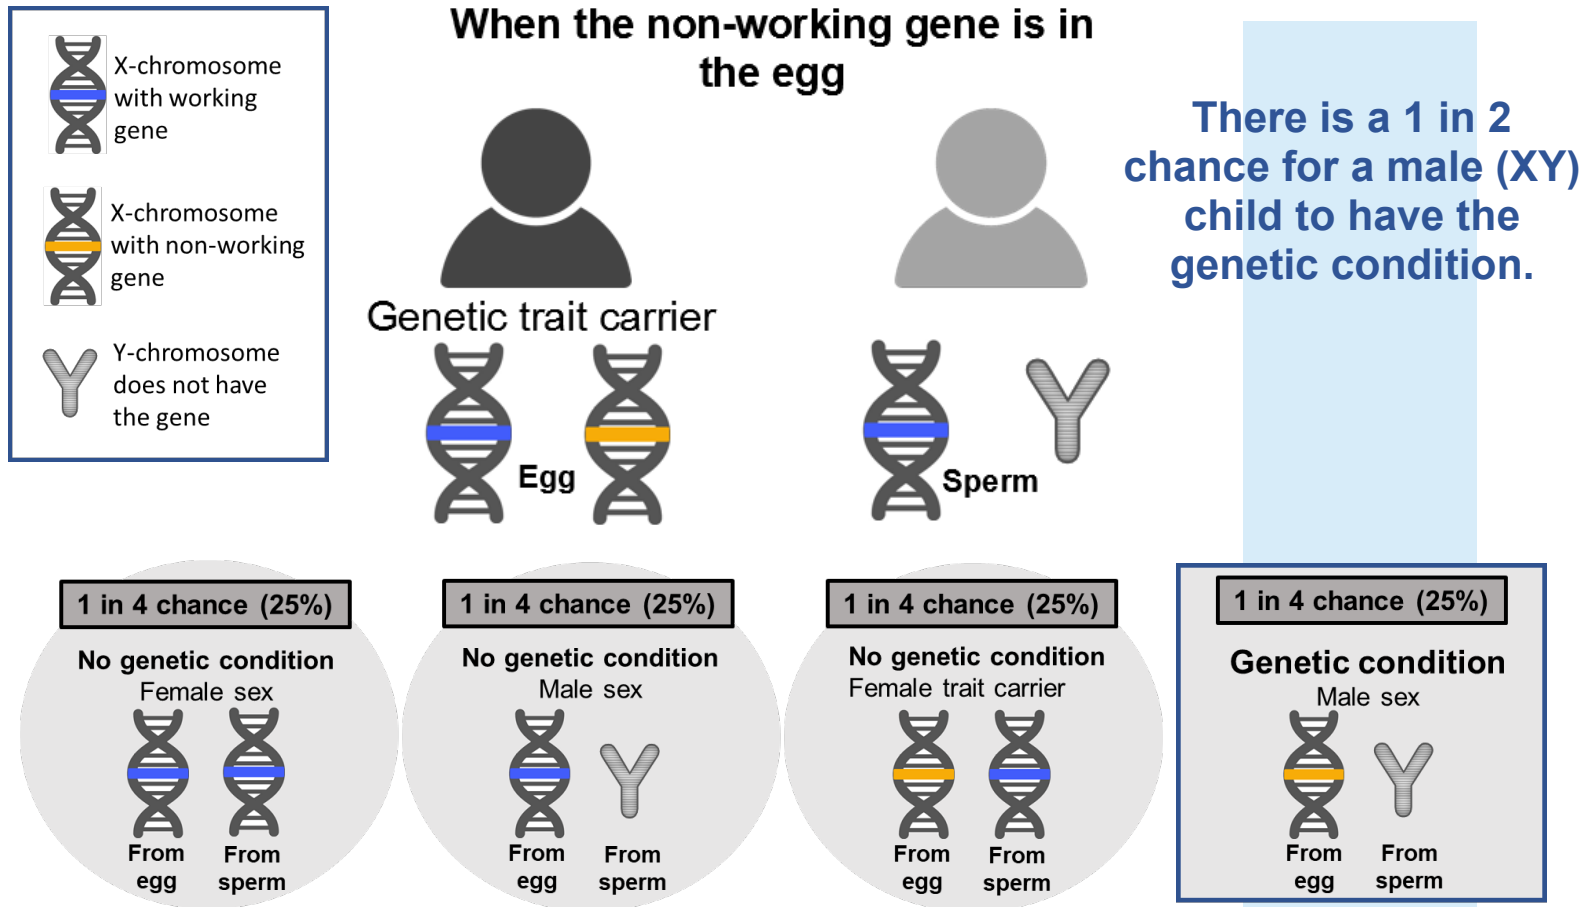 When the non-working gene is in
the egg
X-chromosome
with working
gene
X-chromosome
with non-working
gene
Y-chromosome
does not have
the gene
There is a 1 in 2
chance for a male (XY)
child to have the
genetic condition.
Genetic trait carrier
Egg
Sperm
1 in 4 chance (25%)
No genetic condition
Female sex
From
egg
From
sperm
1 in 4 chance (25%)
No genetic condition
Male sex
From
egg
From
sperm
1 in 4 chance (25%)
No genetic condition
Female trait carrier
From
egg
From
sperm
1 in 4 chance (25%)
Genetic condition
Male sex
From
egg
From
sperm